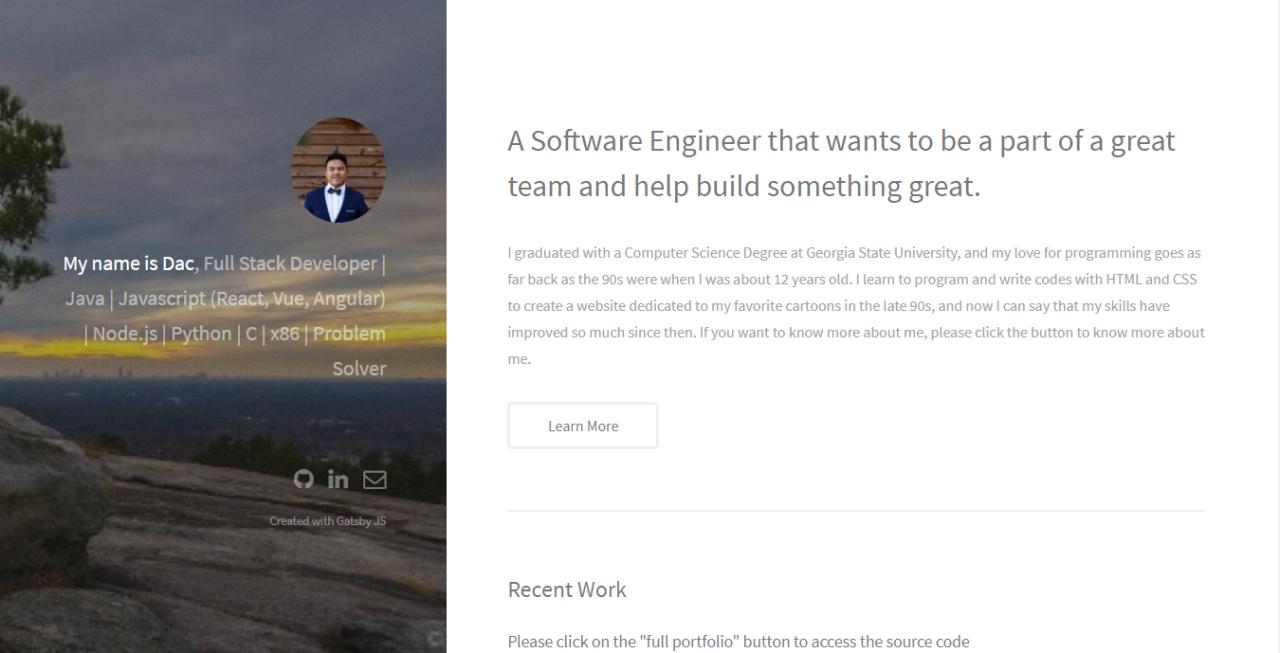 My name is Dac, Full Stack Developer |
Java | Javascript (React, Vue, Angular)
| Node.js | Python | C | x86 | Problem
Solver
Created with Gatsby JS
A Software Engineer that wants to be a part of a great
team and help build something great.
I graduated with a Computer Science Degree at Georgia State University, and my love for programming goes as
far back as the 90s were when I was about 12 years old. I learn to program and write codes with HTML and CSS
to create a website dedicated to my favorite cartoons in the late 90s, and now I can say that my skills have
improved so much since then. If you want to know more about me, please click the button to know more about
me.
Learn More
Recent Work
Please click on the "full portfolio" button to access the source code